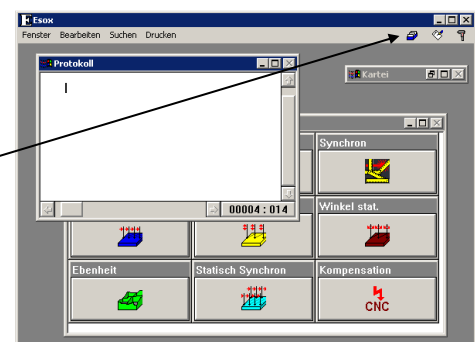 Esox
Fenster Bearbeiten Suchen Drucken
Protokoll
Kartei
Synchron
00004 : 014
Winkel stat.
Ebenheit
Statisch Synchron
Kompensation
CNC